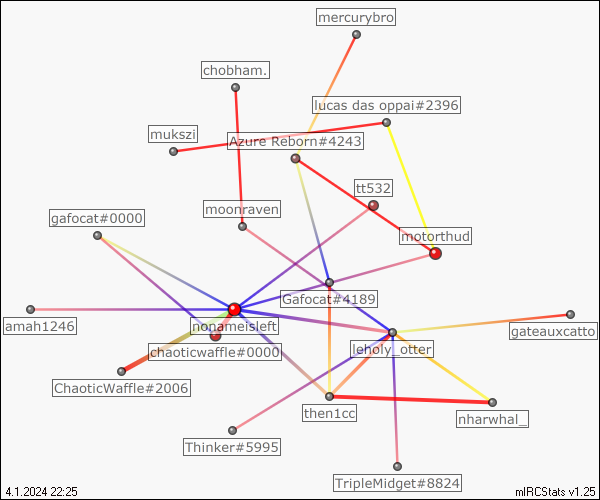 mercurybro
chobham.
lucas das oppai#2396
mukszi
Azure Reborn#4243
tt532
moonraven
gafocat#0000
motorthud
Gafocat#4189
nonameisleft
amah1246
gateauxcatto
leholy_otter
chaoticwaffle#0000
ChaoticWaffle#2006
then1cc
nharwhal_
Thinker#5995
TripleMidget#8824
4.1.2024 22:25
mIRCStats v1.25